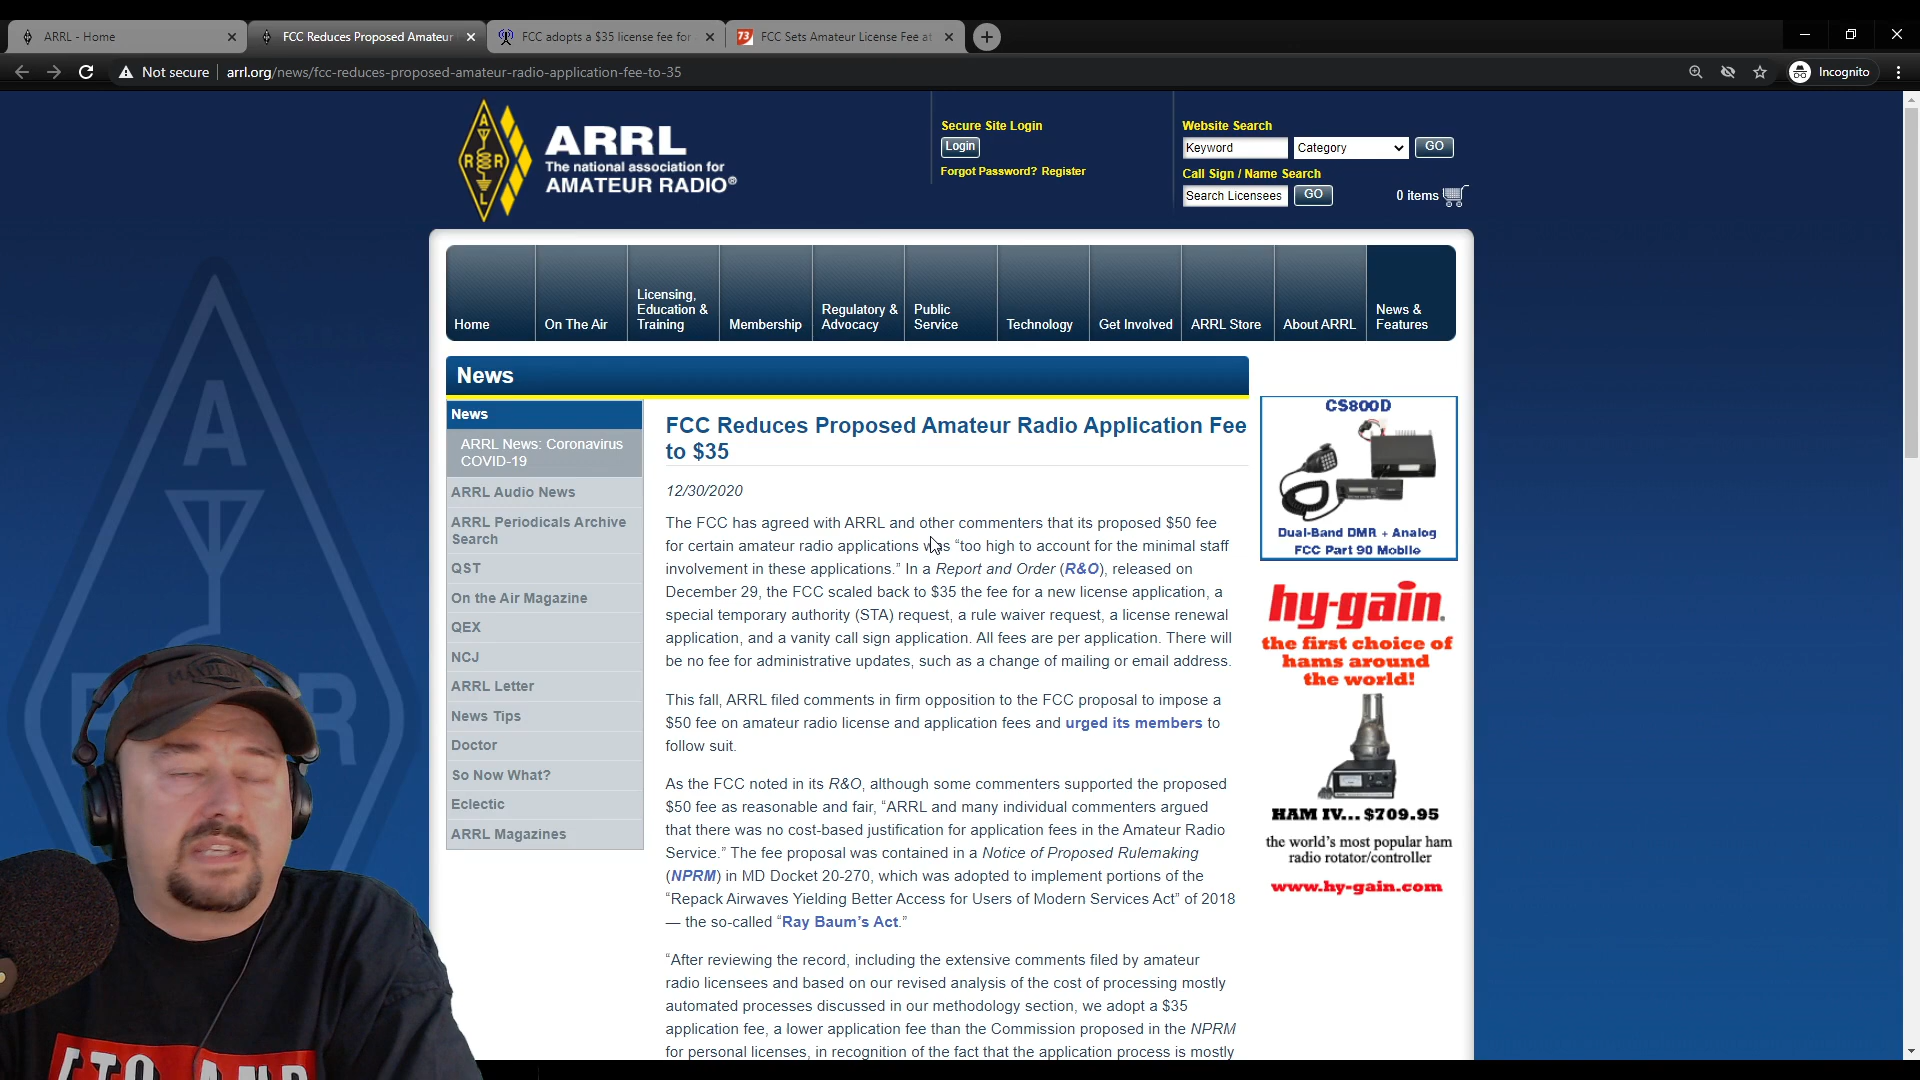 ARRL - Home
FCC Reduces Proposed Amateur
FCC adopts a $35 license fee for
73
FCC Sets Amateur License Fee at
Not secure
arrl.org/news/fcc-reduces-proposed-amateur-radio-application-fee-to-35
Incognito
A
R R
L
ARRL
The national association for
AMATEUR RADIO®
Secure Site Login
Login
Forgot Password? Register
Website Search
Keyword
Category
GO
Call Sign / Name Search
Search Licensees
GO
0 items
Home
On The Air
Licensing,
Education &
Training
Membership
Regulatory &
Advocacy
Public
Service
Technology
Get Involved
ARRL Store
About ARRL
News &
Features
News
News
ARRL News: Coronavirus
COVID-19
ARRL Audio News
ARRL Periodicals Archive
Search
QST
On the Air Magazine
QEX
NCJ
ARRL Letter
News Tips
Doctor
So Now What?
Eclectic
ARRL Magazines
FCC Reduces Proposed Amateur Radio Application Fee
to $35
12/30/2020
The FCC has agreed with ARRL and other commenters that its proposed $50 fee
for certain amateur radio applications was “too high to account for the minimal staff
involvement in these applications.” In a Report and Order (R&O), released on
December 29, the FCC scaled back to $35 the fee for a new license application, a
special temporary authority (STA) request, a rule waiver request, a license renewal
application, and a vanity call sign application. All fees are per application. There will
be no fee for administrative updates, such as a change of mailing or email address.
This fall, ARRL filed comments in firm opposition to the FCC proposal to impose a
$50 fee on amateur radio license and application fees and urged its members to
follow suit.
As the FCC noted in its R&O, although some commenters supported the proposed
$50 fee as reasonable and fair, “ARRL and many individual commenters argued
that there was no cost-based justification for application fees in the Amateur Radio
Service.” The fee proposal was contained in a Notice of Proposed Rulemaking
(NPRM) in MD Docket 20-270, which was adopted to implement portions of the
“Repack Airwaves Yielding Better Access for Users of Modern Services Act” of 2018
— the so-called “Ray Baum’s Act.”
“After reviewing the record, including the extensive comments filed by amateur
radio licensees and based on our revised analysis of the cost of processing mostly
automated processes discussed in our methodology section, we adopt a $35
application fee, a lower application fee than the Commission proposed in the NPRM
for personal licenses, in recognition of the fact that the application process is mostly
CS800D
Dual-Band DMR + Analog
FCC Part 90 Mobile
hy-gain.
the first choice of
hams around
the world!
HAM IV... $709.95
the world's most popular ham
radio rotator/controller
www.hy-gain.com
A
R